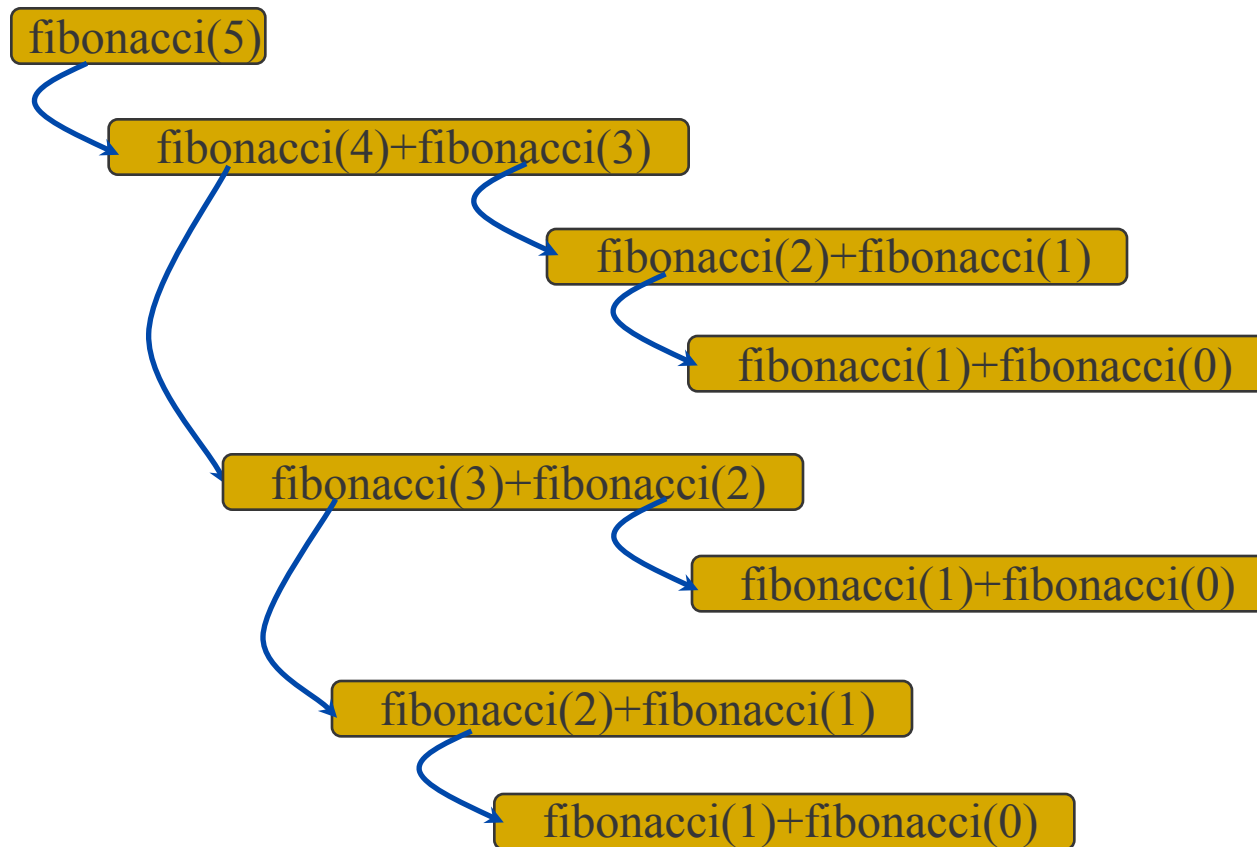 fibonacci(5)
fibonacci(4)+fibonacci(3)
fibonacci(2)+fibonacci(1)
fibonacci(1)+fibonacci(0)
fibonacci(3)+fibonacci(2)
fibonacci(1)+fibonacci(0)
fibonacci(2)+fibonacci(1)
fibonacci(1)+fibonacci(0)